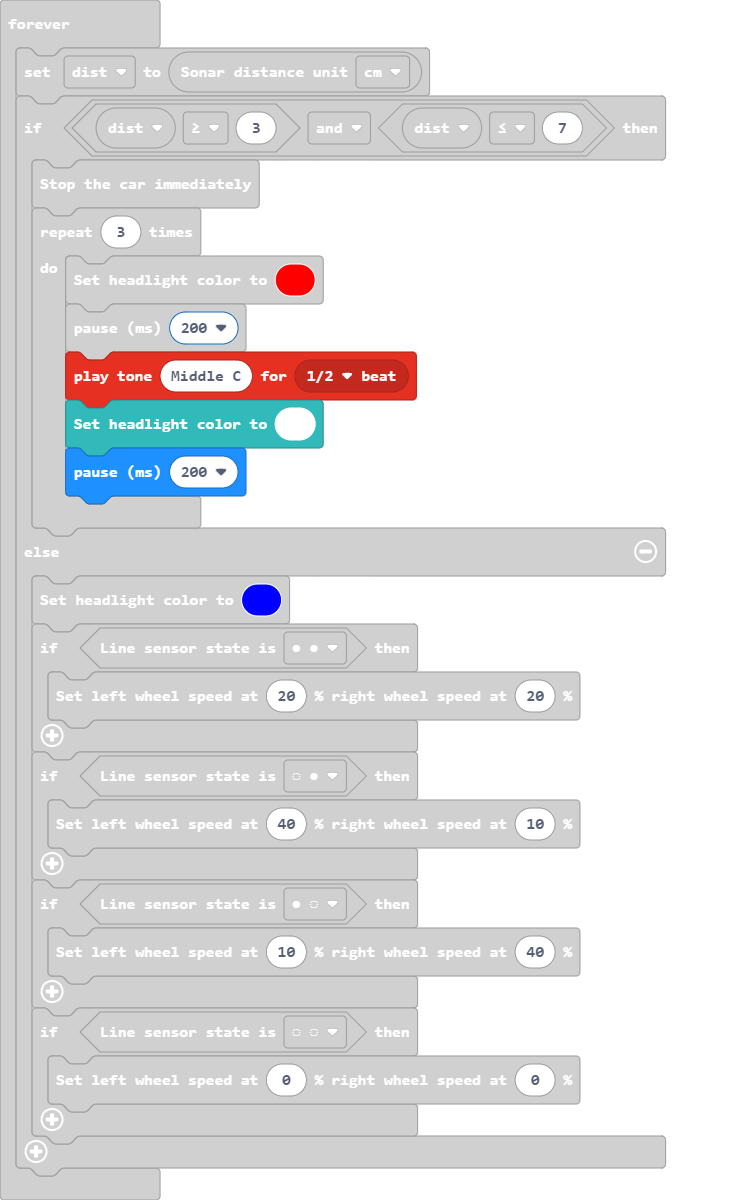 forever
set dist to Sonar distance unit cm
if dist ≥ 3 and dist ≤ 7 then
Stop the car immediately
repeat 3 times
do
Set headlight color to
pause (ms) 200
play tone Middle C for 1/2 beat
Set headlight color to
pause (ms) 200
else
Set headlight color to
if Line sensor state is ● ● then
Set left wheel speed at 20 % right wheel speed at 20 %
if Line sensor state is ◌ ● then
Set left wheel speed at 40 % right wheel speed at 10 %
if Line sensor state is ● ◌ then
Set left wheel speed at 10 % right wheel speed at 40 %
if Line sensor state is ◌ ◌ then
Set left wheel speed at 0 % right wheel speed at 0 %